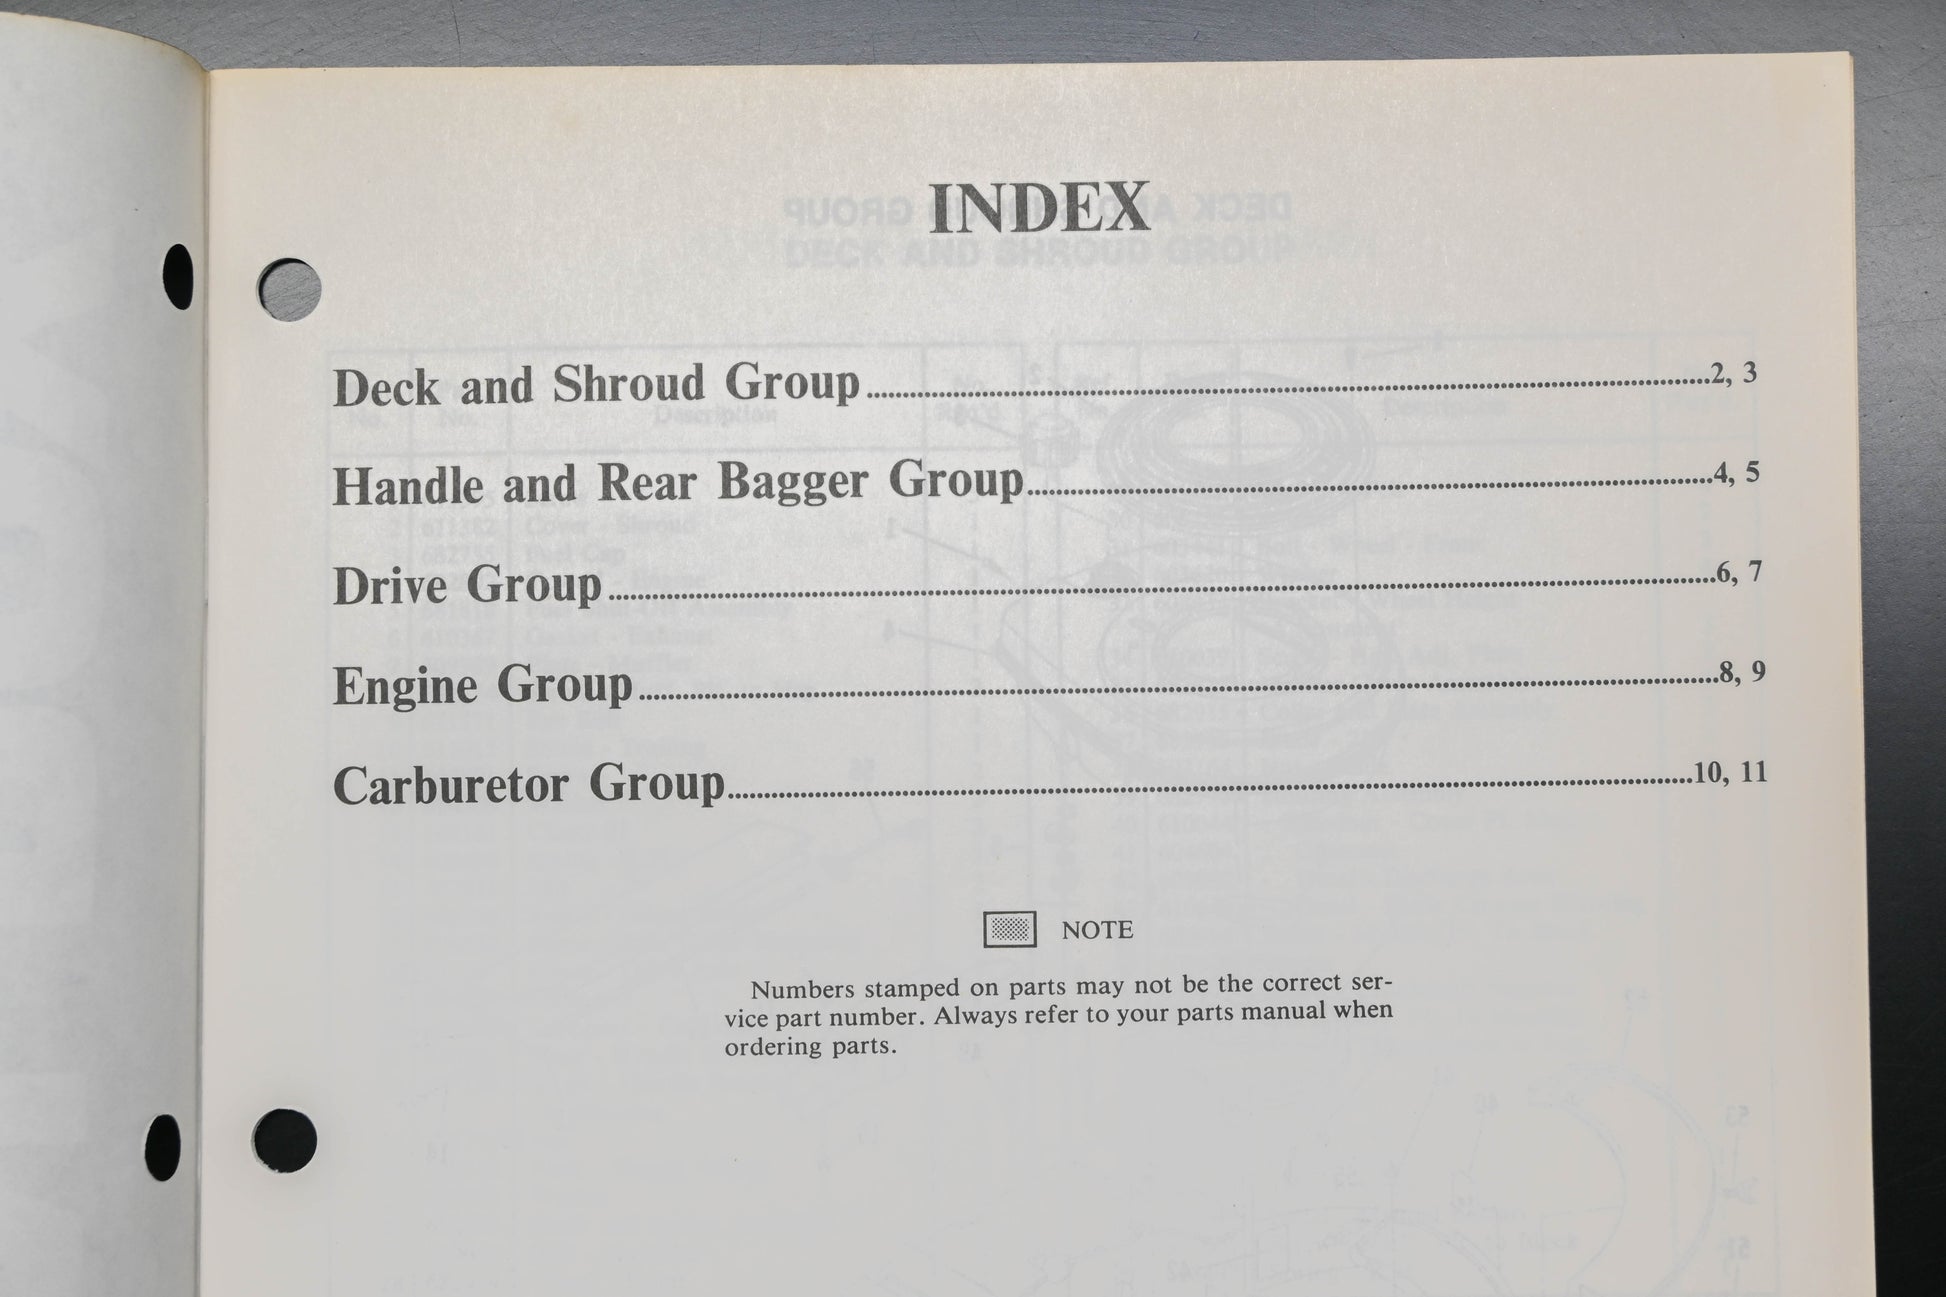 INDEX
Deck and Shroud Group..........2, 3
Handle and Rear Bagger Group..........4, 5
Drive Group..........6, 7
Engine Group..........8, 9
Carburetor Group..........10, 11
NOTE
Numbers stamped on parts may not be the correct ser-
vice part number. Always refer to your parts manual when
ordering parts.